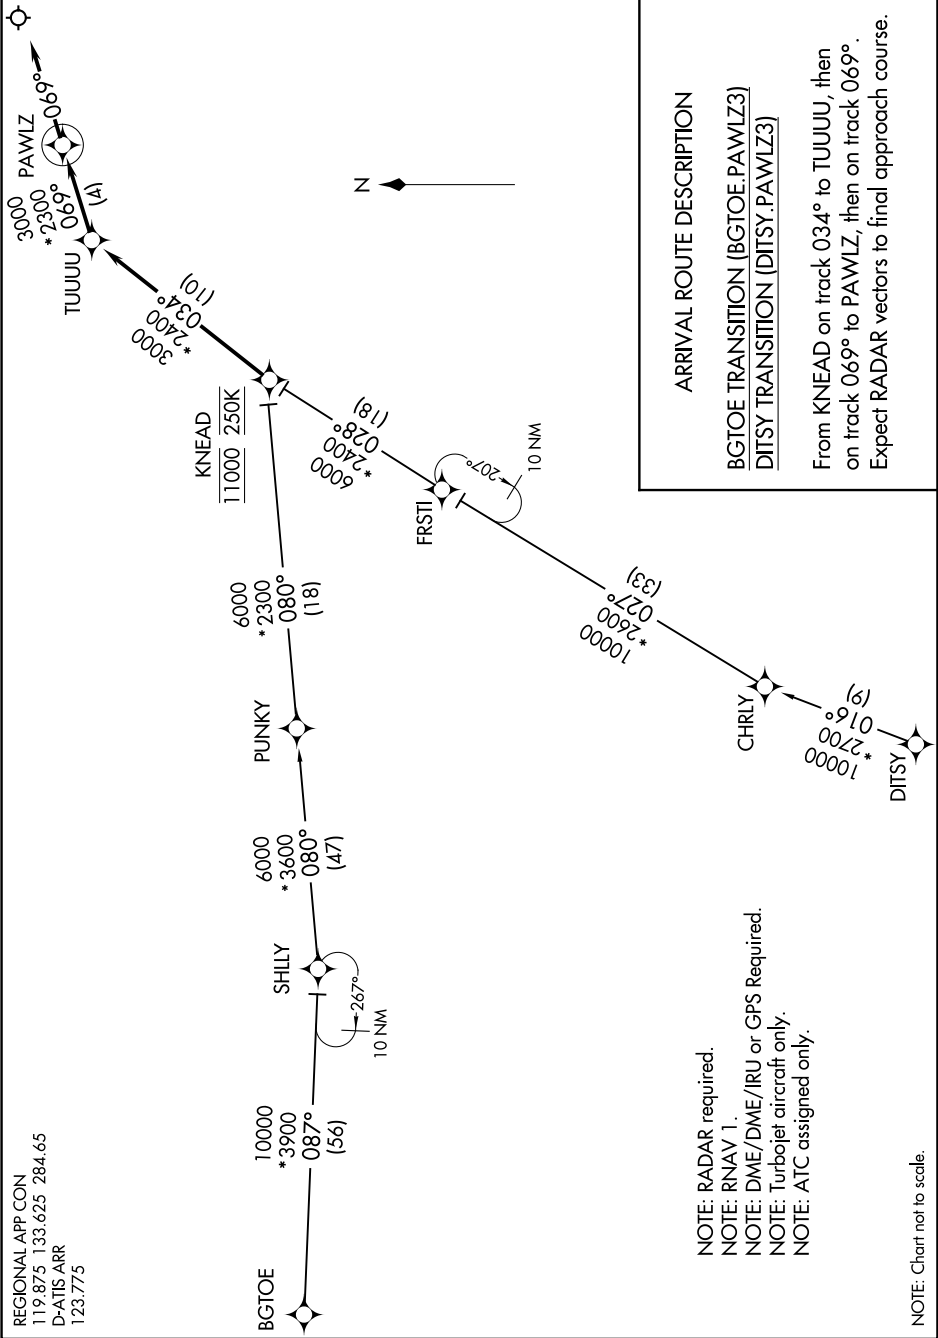 REGIONAL APP CON
119.875 133.625 284.65
D-ATIS ARR
123.775
BGTOE
10000
*3900
087°
(56)
SHLLY
267°
10 NM
6000
*3600
080°
(47)
PUNKY
6000
*2300
080°
(18)
KNEAD
11000 250K
3000
*2400
034°
(10)
TUUUU
3000
*2300
069°
(4)
PAWLZ
069°
N
6000
*2400
028°
(18)
FRSTI
207°
10 NM
10000
*2600
027°
(33)
CHRLY
10000
*2700
016°
(9)
DITSY
NOTE: RADAR required.
NOTE: RNAV 1.
NOTE: DME/DME/IRU or GPS Required.
NOTE: Turbojet aircraft only.
NOTE: ATC assigned only.
NOTE: Chart not to scale.
ARRIVAL ROUTE DESCRIPTION
BGTOE TRANSITION (BGTOE.PAWLZ3)
DITSY TRANSITION (DITSY.PAWLZ3)
From KNEAD on track 034° to TUUUU, then
on track 069° to PAWLZ, then on track 069°.
Expect RADAR vectors to final approach course.